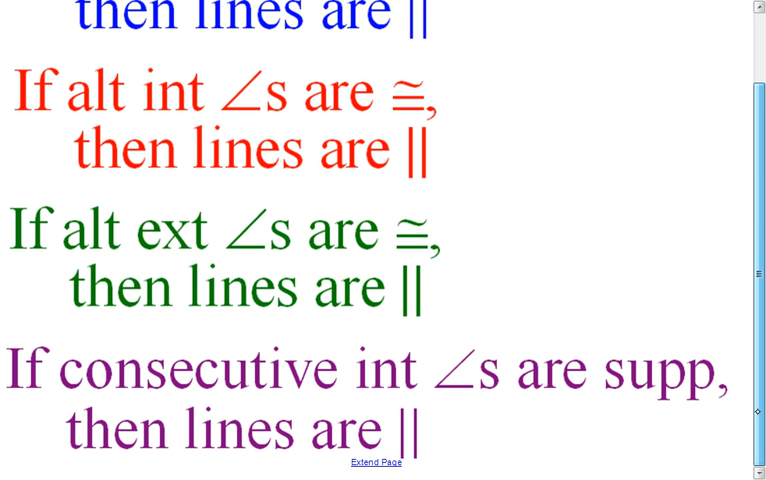 then lines are ||
If alt int ∠s are ≅,
then lines are ||
If alt ext ∠s are ≅,
then lines are ||
If consecutive int ∠s are supp,
then lines are ||
Extend Page